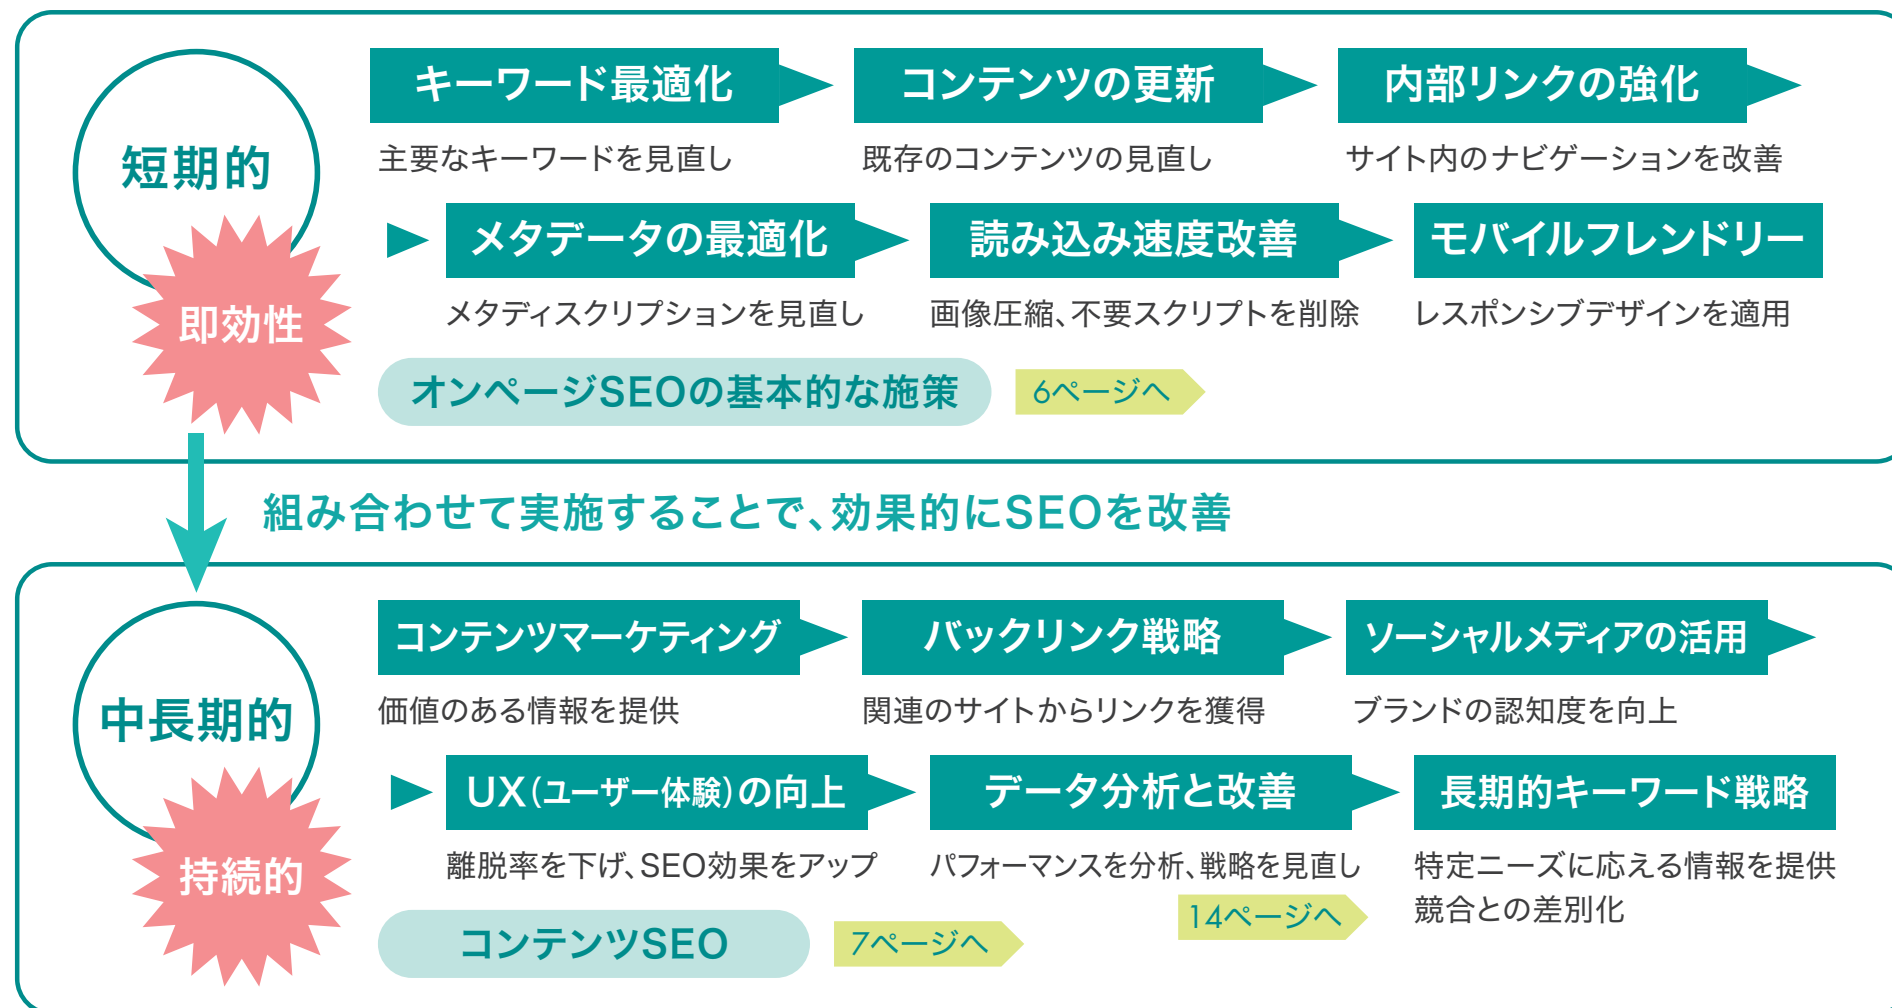 短期的
即効性
キーワード最適化
コンテンツの更新
内部リンクの強化
主要なキーワードを見直し
既存のコンテンツの見直し
サイト内のナビゲーションを改善
メタデータの最適化
読み込み速度改善
モバイルフレンドリー
メタディスクリプションを見直し
画像圧縮、不要スクリプトを削除
レスポンシブデザインを適用
オンページSEOの基本的な施策
6ページへ
組み合わせて実施することで、効果的にSEOを改善
中長期的
持続的
コンテンツマーケティング
バックリンク戦略
ソーシャルメディアの活用
価値のある情報を提供
関連のサイトからリンクを獲得
ブランドの認知度を向上
UX(ユーザー体験)の向上
データ分析と改善
長期的キーワード戦略
離脱率を下げ、SEO効果をアップ
パフォーマンスを分析、戦略を見直し
特定ニーズに応える情報を提供
競合との差別化
14ページへ
コンテンツSEO
7ページへ